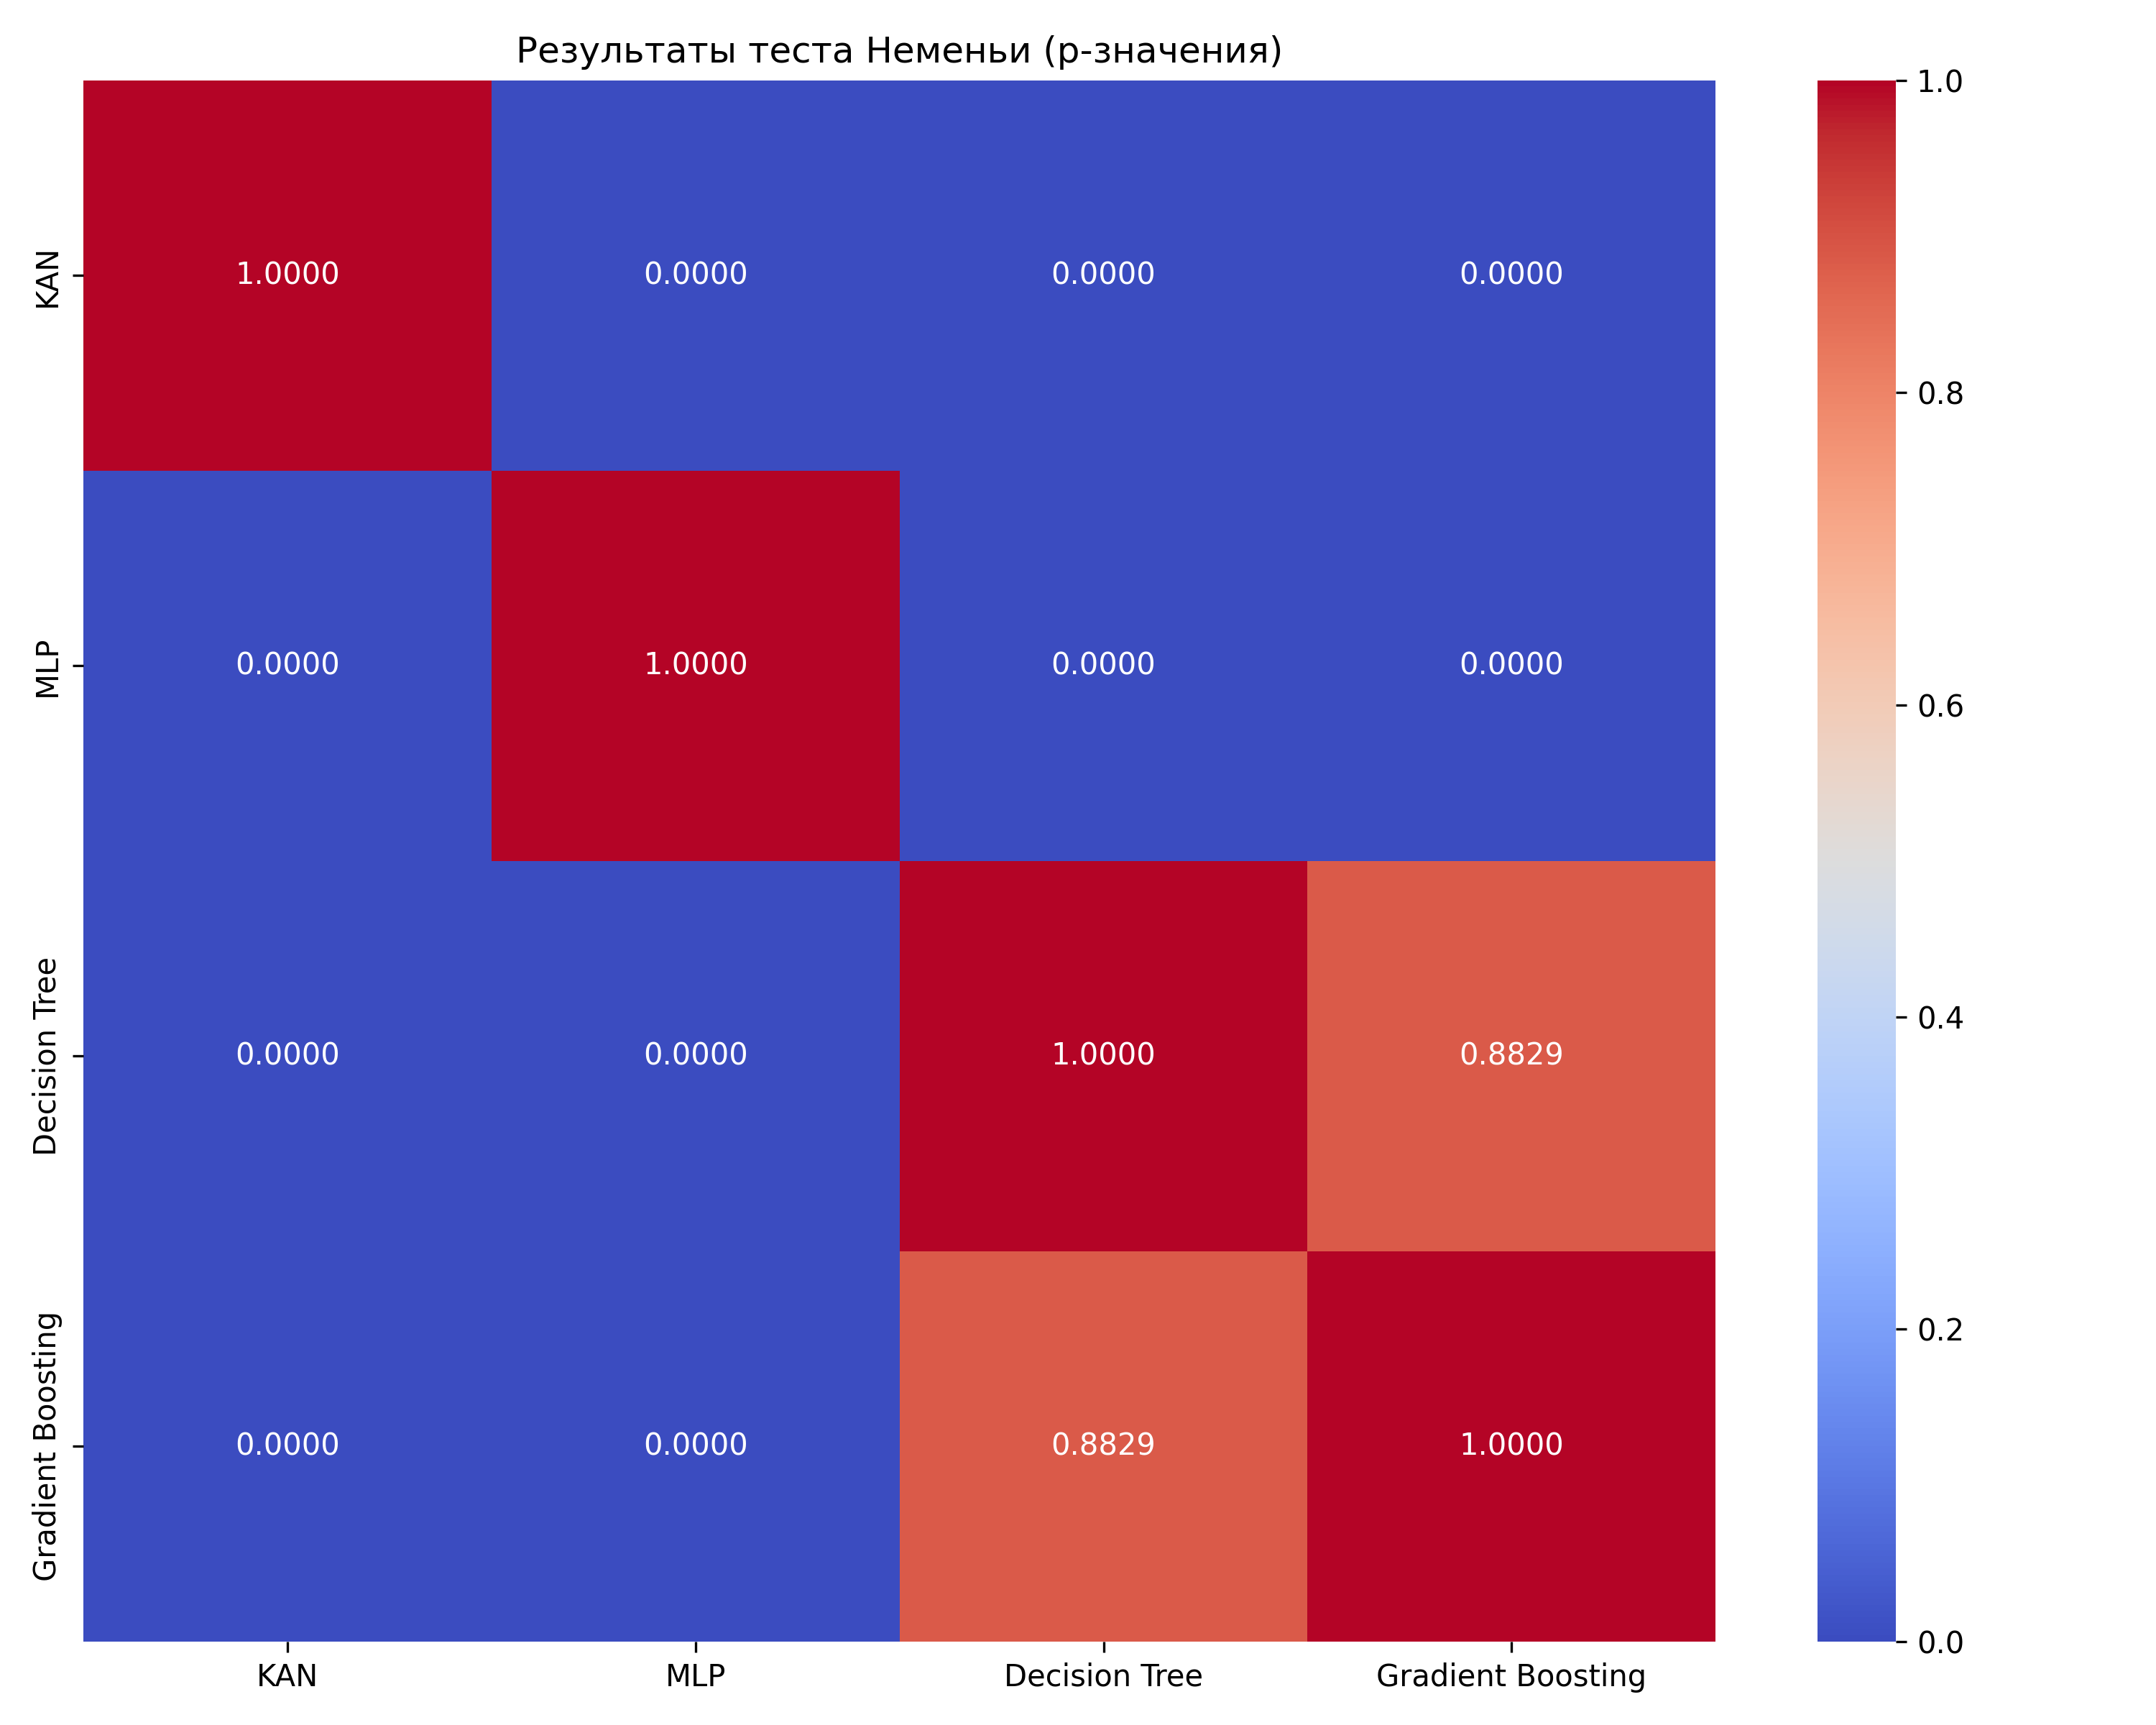 Результаты теста Неменьи (p-значения)
KAN
1.0000 0.0000 0.0000 0.0000
MLP
0.0000 1.0000 0.0000 0.0000
Decision Tree
0.0000 0.0000 1.0000 0.8829
Gradient Boosting
0.0000 0.0000 0.8829 1.0000
KAN MLP Decision Tree Gradient Boosting
1.0
0.8
0.6
0.4
0.2
0.0